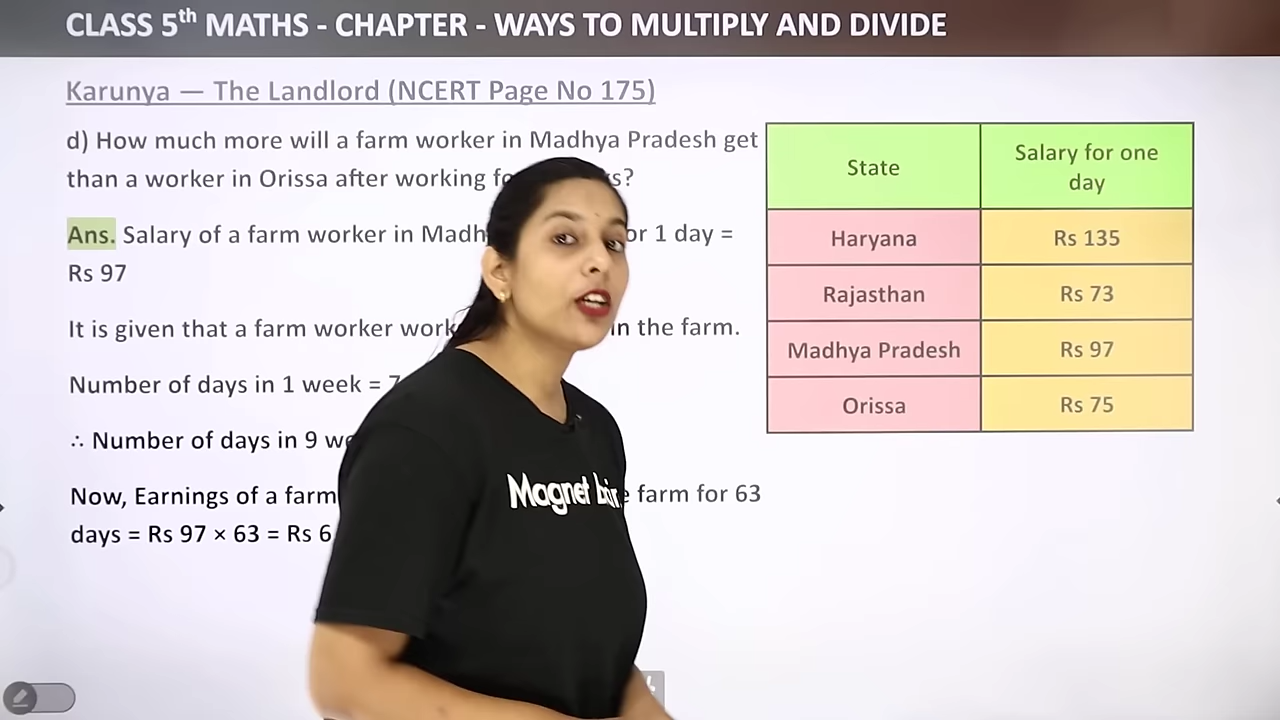 CLASS 5th MATHS - CHAPTER - WAYS TO MULTIPLY AND DIVIDE
Karunya — The Landlord (NCERT Page No 175)
d) How much more will a farm worker in Madhya Pradesh get
than a worker in Orissa after working
Ans. Salary of a farm worker in 1 day =
Rs 97
It is given that a farm worker in the farm.
Number of days in 1 week = 7
∴ Number of days in 9
Now, Earnings of a farm farm for 63
days = Rs 97 × 63 = Rs 6
State Salary for one
day
Haryana Rs 135
Rajasthan Rs 73
Madhya Pradesh Rs 97
Orissa Rs 75
Magnet